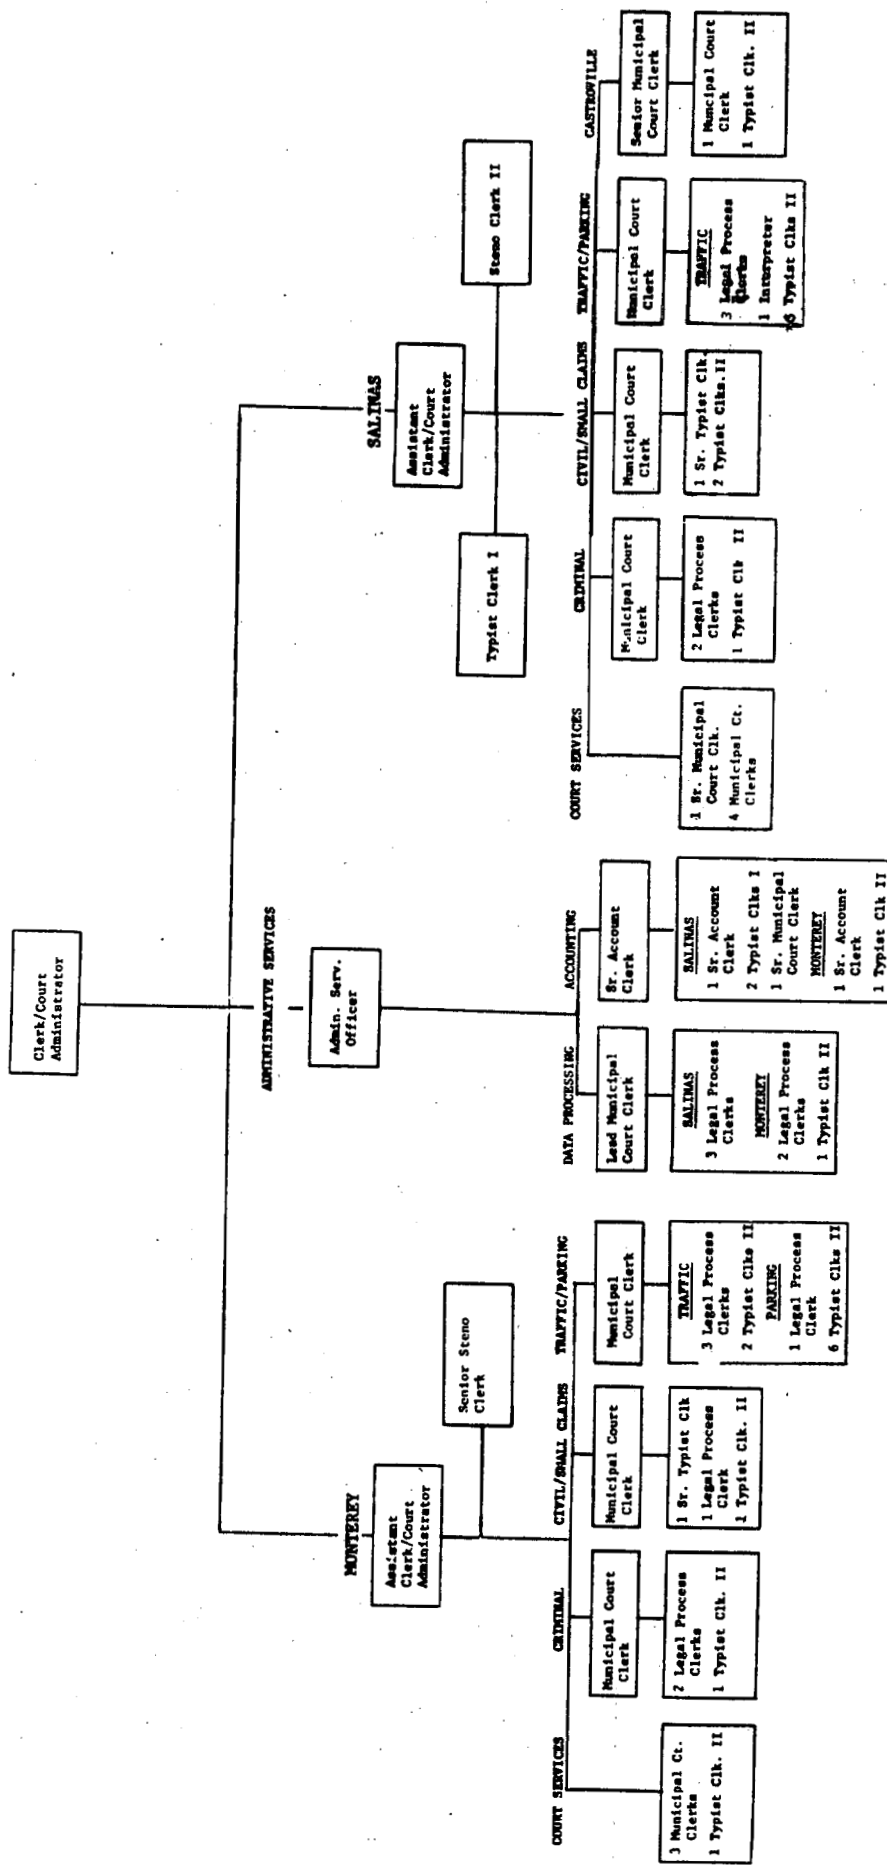 Clerk/Court
Administrator
MONTEREY
Assistant
Clerk/Court
Administrator
Senior Steno
Clerk
COURT SERVICES
3 Municipal Ct.
Clerks
1 Typist Clk. II
CRIMINAL
Municipal Court
Clerk
2 Legal Process
Clerks
1 Typist Clk. II
CIVIL/SMALL CLAIMS
Municipal Court
Clerk
1 Sr. Typist Clk
1 Legal Process
Clerk
1 Typist Clk. II
TRAFFIC/PARKING
Municipal
Court Clerk
TRAFFIC
3 Legal Process
Clerks
2 Typist Clks II
PARKING
1 Legal Process
Clerk
6 Typist Clks II
ADMINISTRATIVE SERVICES
Admin. Serv.
Officer
DATA PROCESSING
Lead Municipal
Court Clerk
SALINAS
3 Legal Process
Clerks
MONTEREY
2 Legal Process
Clerks
1 Typist Clk II
ACCOUNTING
Sr. Account
Clerk
SALINAS
1 Sr. Account
Clerk
2 Typist Clks I
1 Sr. Municipal
Court Clerk
MONTEREY
1 Sr. Account
Clerk
1 Typist Clk II
SALINAS
Assistant
Clerk/Court
Administrator
Typist Clerk I
Steno Clerk II
COURT SERVICES
1 Sr. Municipal
Court Clk.
4 Municipal Ct.
Clerks
CRIMINAL
Municipal Court
Clerk
2 Legal Process
Clerks
1 Typist Clk II
CIVIL/SMALL CLAIMS
Municipal Court
Clerk
1 Sr. Typist Clk.
2 Typist Clks.II
TRAFFIC/PARKING
Municipal Court
Clerk
TRAFFIC
3 Legal Process
Clerks
1 Interpreter
Typist Clks II
CASTROVILLE
Senior Municipal
Court Clerk
1 Muncipal Court
Clerk
1 Typist Clk. II